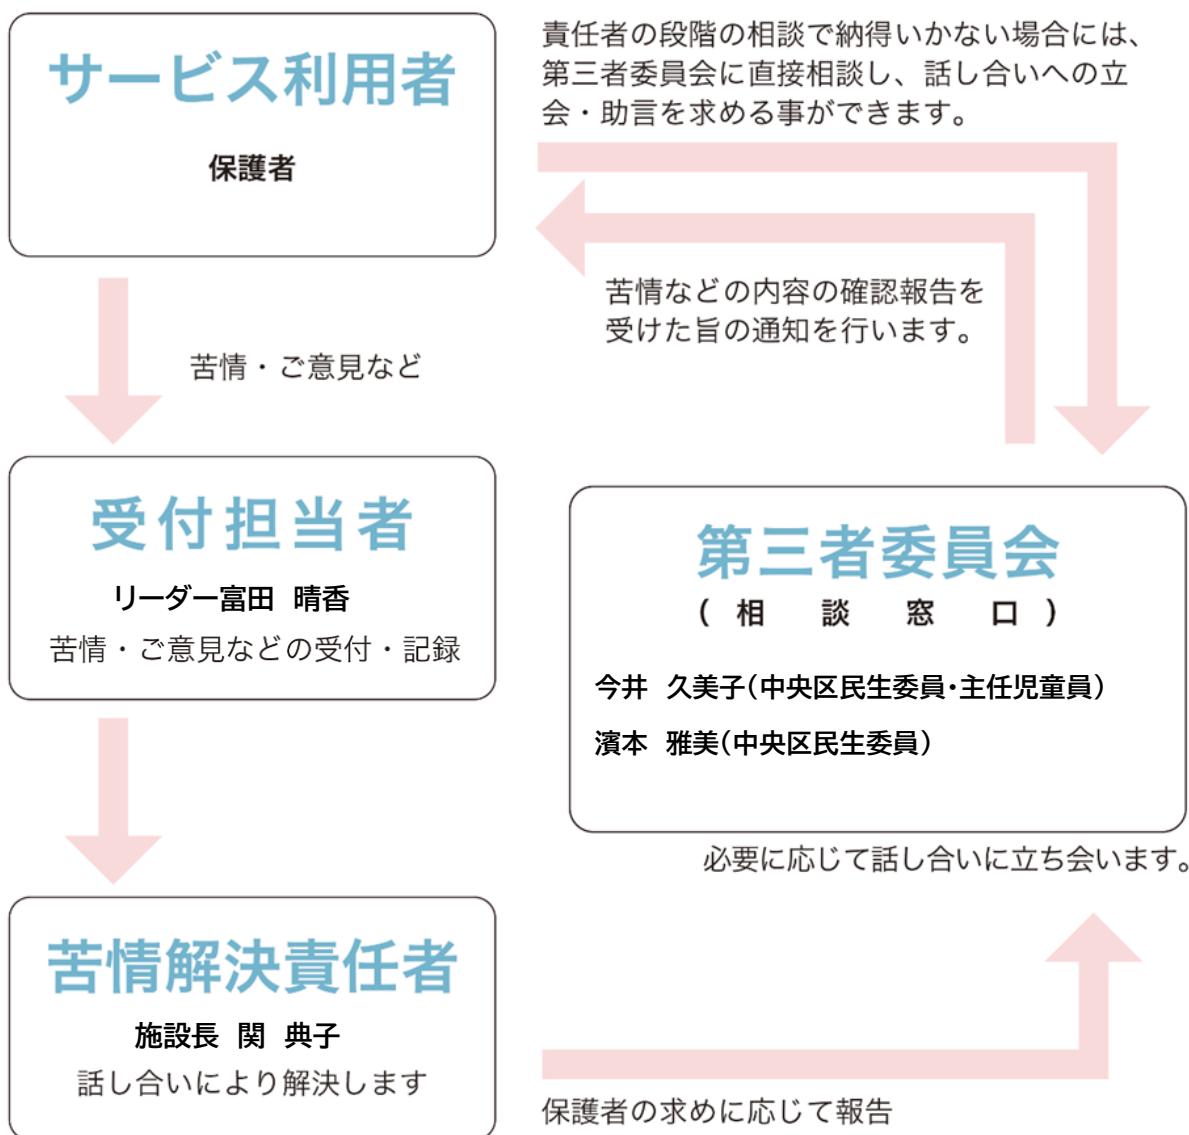 サービス利用者
保護者
責任者の段階の相談で納得いかない場合には、
第三者委員会に直接相談し、話し合いへの立
会・助言を求める事ができます。
苦情などの内容の確認報告を
受けた旨の通知を行います。
苦情・ご意見など
受付担当者
リーダー富田 晴香
苦情・ご意見などの受付・記録
第三者委員会
(相談窓口)
今井 久美子(中央区民生委員・主任児童員)
濱本 雅美(中央区民生委員)
必要に応じて話し合いに立ち会います。
苦情解決責任者
施設長 関 典子
話し合いにより解決します
保護者の求めに応じて報告